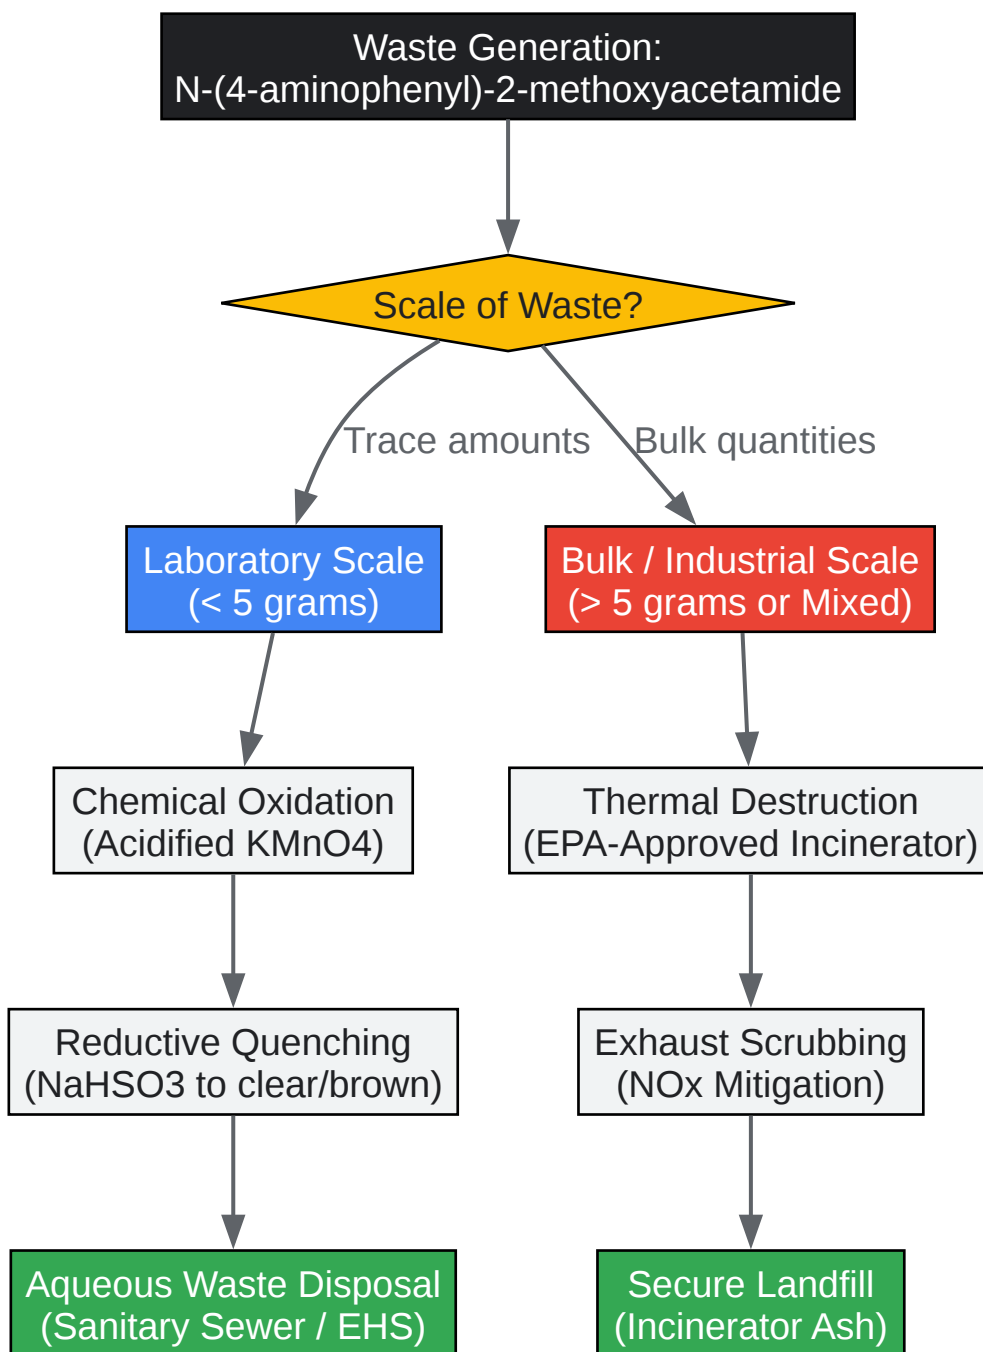 Waste Generation:
N-(4-aminophenyl)-2-methoxyacetamide
Scale of Waste?
Trace amounts
Bulk quantities
Laboratory Scale
(< 5 grams)
Bulk / Industrial Scale
(> 5 grams or Mixed)
Chemical Oxidation
(Acidified KMnO4)
Thermal Destruction
(EPA-Approved Incinerator)
Reductive Quenching
(NaHSO3 to clear/brown)
Exhaust Scrubbing
(NOx Mitigation)
Aqueous Waste Disposal
(Sanitary Sewer / EHS)
Secure Landfill
(Incinerator Ash)